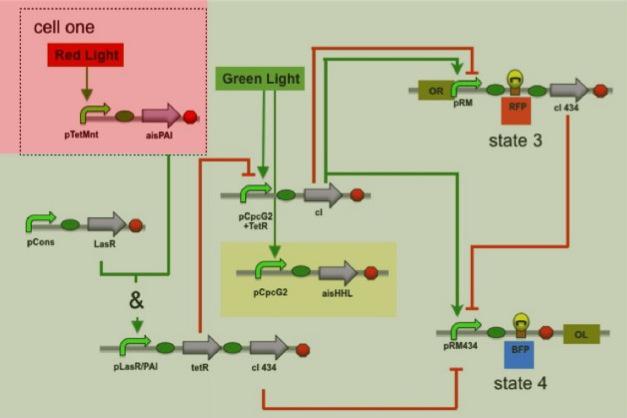 cell one
Red Light
pTetMnt
aisPAI
Green Light
OR
pRM
RFP
cI 434
state 3
pCons
LasR
pCpcG2
+TetR
cI
pCpcG2
aisHHL
&
pLasR/PAI
tetR
cI 434
pRM434
BFP
OL
state 4